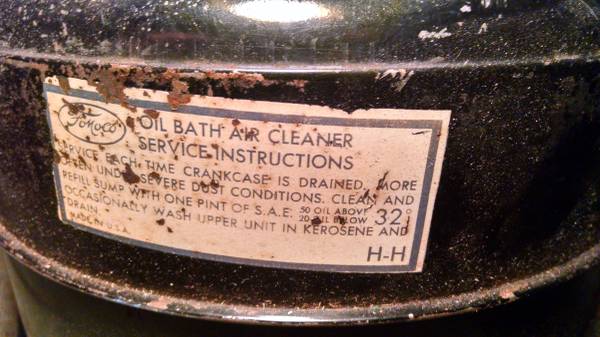 FoMoCo
OIL BATH AIR CLEANER
SERVICE INSTRUCTIONS
SERVICE EACH TIME CRANKCASE IS DRAINED, MORE
OFTEN UNDER SEVERE DUST CONDITIONS. CLEAN AND
REFILL SUMP WITH ONE PINT OF S.A.E. 50 OIL ABOVE 32°
20 OIL BELOW
OCCASIONALLY WASH UPPER UNIT IN KEROSENE AND
DRAIN.
MADE IN U.S.A.
H-H